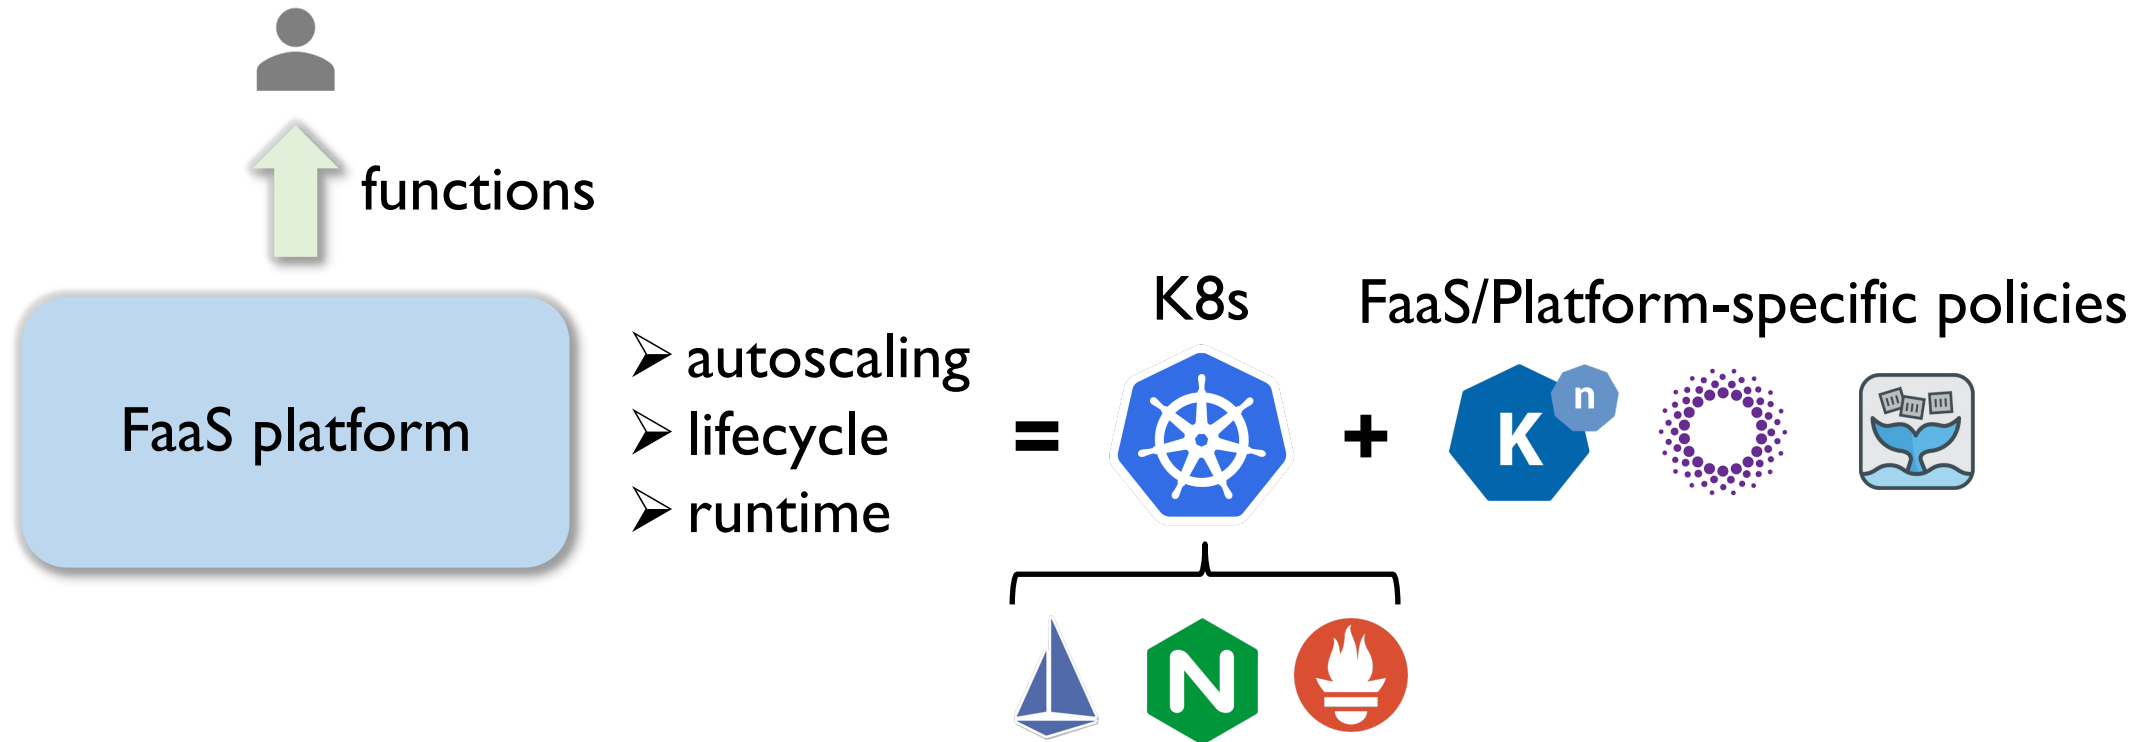 functions
K8s
FaaS/Platform-specific policies
FaaS platform
➢ autoscaling
➢ lifecycle
➢ runtime
=
+
K
n
N